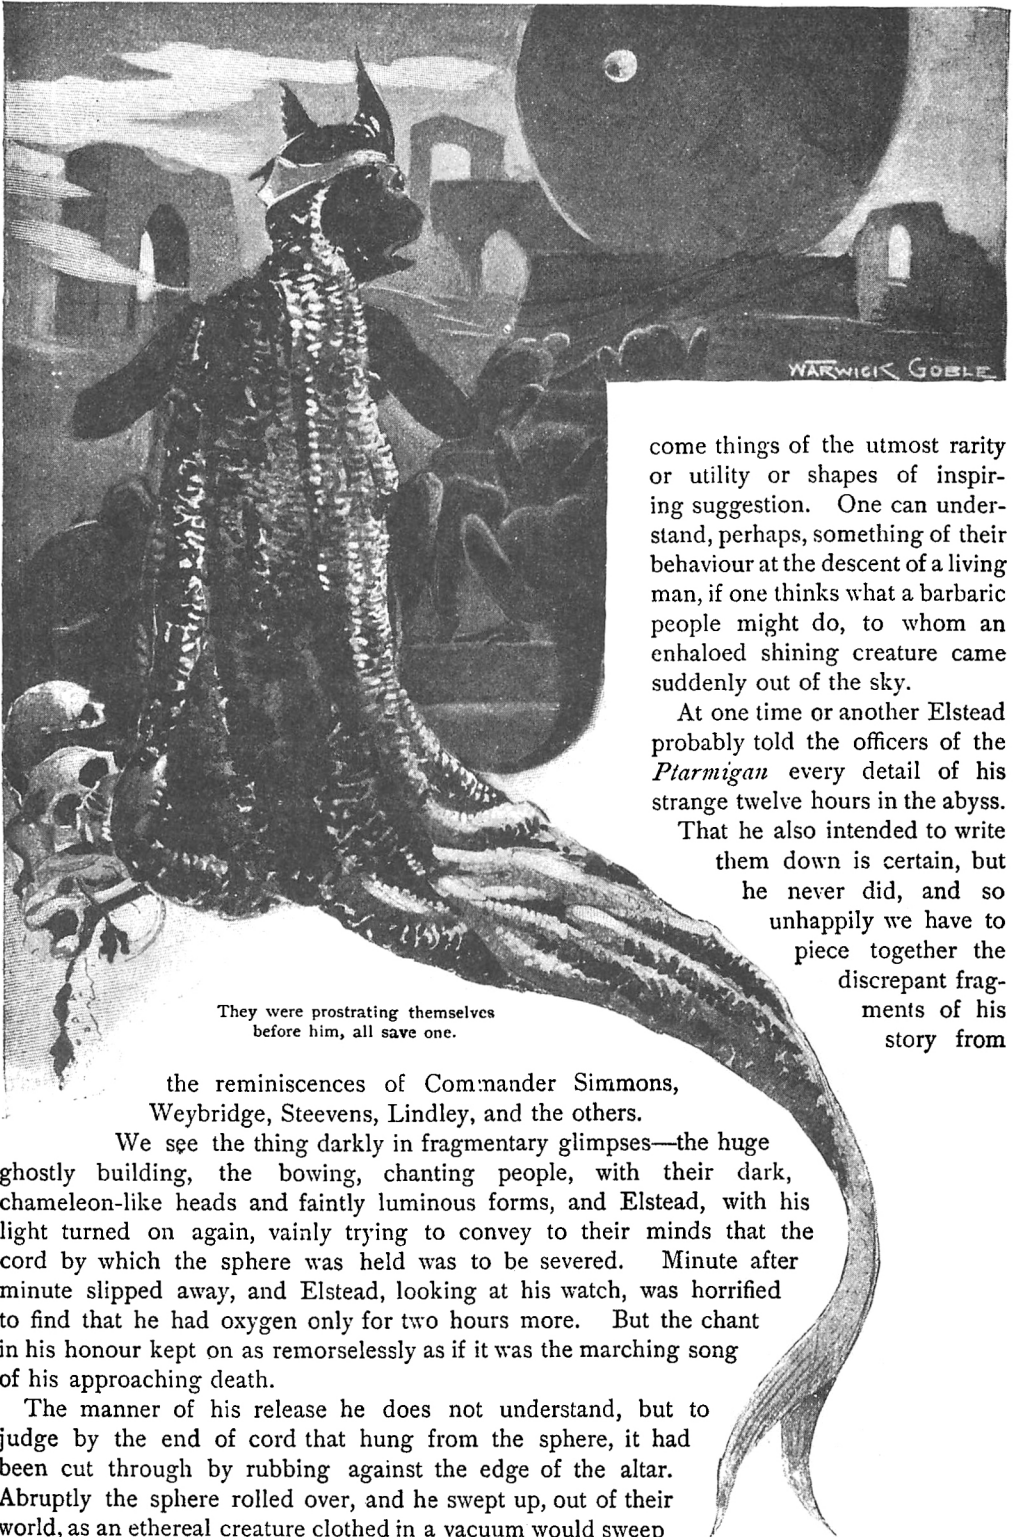 WARWICK GOBLE
come things of the utmost rarity
or utility or shapes of inspir-
ing suggestion. One can under-
stand, perhaps, something of their
behaviour at the descent of a living
man, if one thinks what a barbaric
people might do, to whom an
enhaloed shining creature came
suddenly out of the sky.
At one time or another Elstead
probably told the officers of the
Ptarmigan every detail of his
strange twelve hours in the abyss.
That he also intended to write
them down is certain, but
he never did, and so
unhappily we have to
piece together the
discrepant frag-
ments of his
story from
They were prostrating themselves
before him, all save one.
the reminiscences of Commander Simmons,
Weybridge, Steevens, Lindley, and the others.
We see the thing darkly in fragmentary glimpses—the huge
ghostly building, the bowing, chanting people, with their dark,
chameleon-like heads and faintly luminous forms, and Elstead, with his
light turned on again, vainly trying to convey to their minds that the
cord by which the sphere was held was to be severed. Minute after
minute slipped away, and Elstead, looking at his watch, was horrified
to find that he had oxygen only for two hours more. But the chant
in his honour kept on as remorselessly as if it was the marching song
of his approaching death.
The manner of his release he does not understand, but to
judge by the end of cord that hung from the sphere, it had
been cut through by rubbing against the edge of the altar.
Abruptly the sphere rolled over, and he swept up, out of their
world, as an ethereal creature clothed in a vacuum would sweep